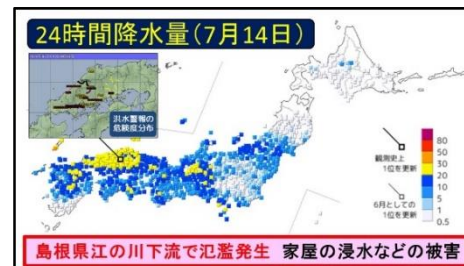 24時間降水量(7月14日)
洪水警報の
危険度分布
80
50
30
20
10
5
1
0.5
観測史上
1位を更新
6月としての
1位を更新
島根県江の川下流で氾濫発生 家屋の浸水などの被害